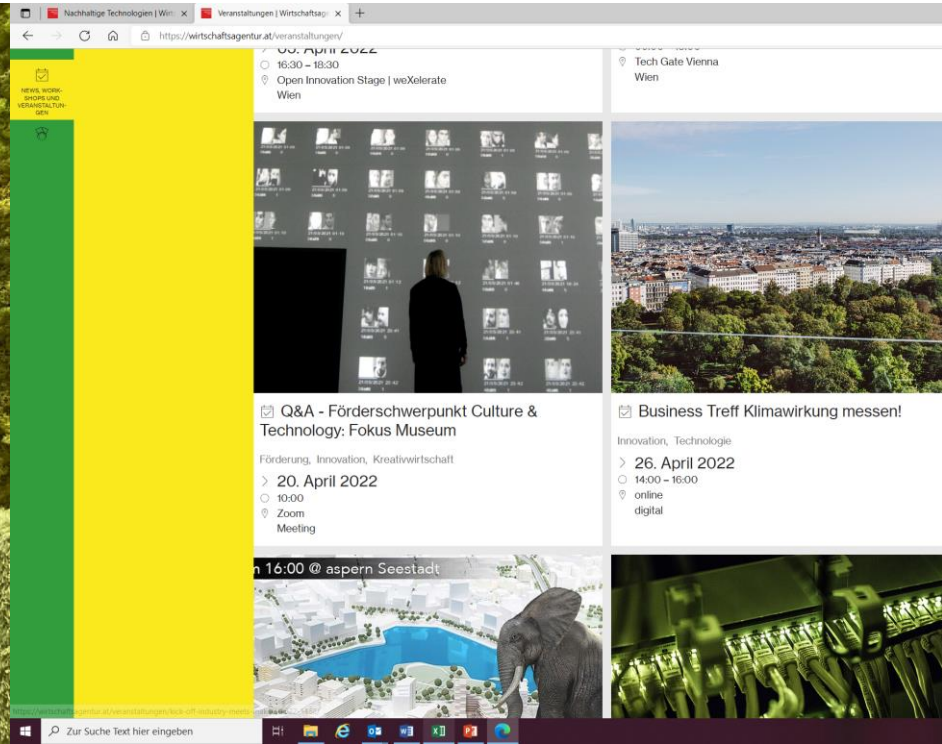 Nachhaltige Technologien | Wirt
Veranstaltungen | Wirtschaftsag
https://wirtschaftsagentur.at/veranstaltungen/
NEWS, WORK-
SHOPS UND
VERANSTALTUN-
GEN
April 2022
16:30 – 18:30
Open Innovation Stage | weXelerate
Wien
Tech Gate Vienna
Wien
Q&A - Förderschwerpunkt Culture &
Technology: Fokus Museum
Förderung, Innovation, Kreativwirtschaft
20. April 2022
10:00
Zoom
Meeting
Business Treff Klimawirkung messen!
Innovation, Technologie
26. April 2022
14:00 – 16:00
online
digital
16:00 @ aspern Seestadt
Zur Suche Text hier eingeben